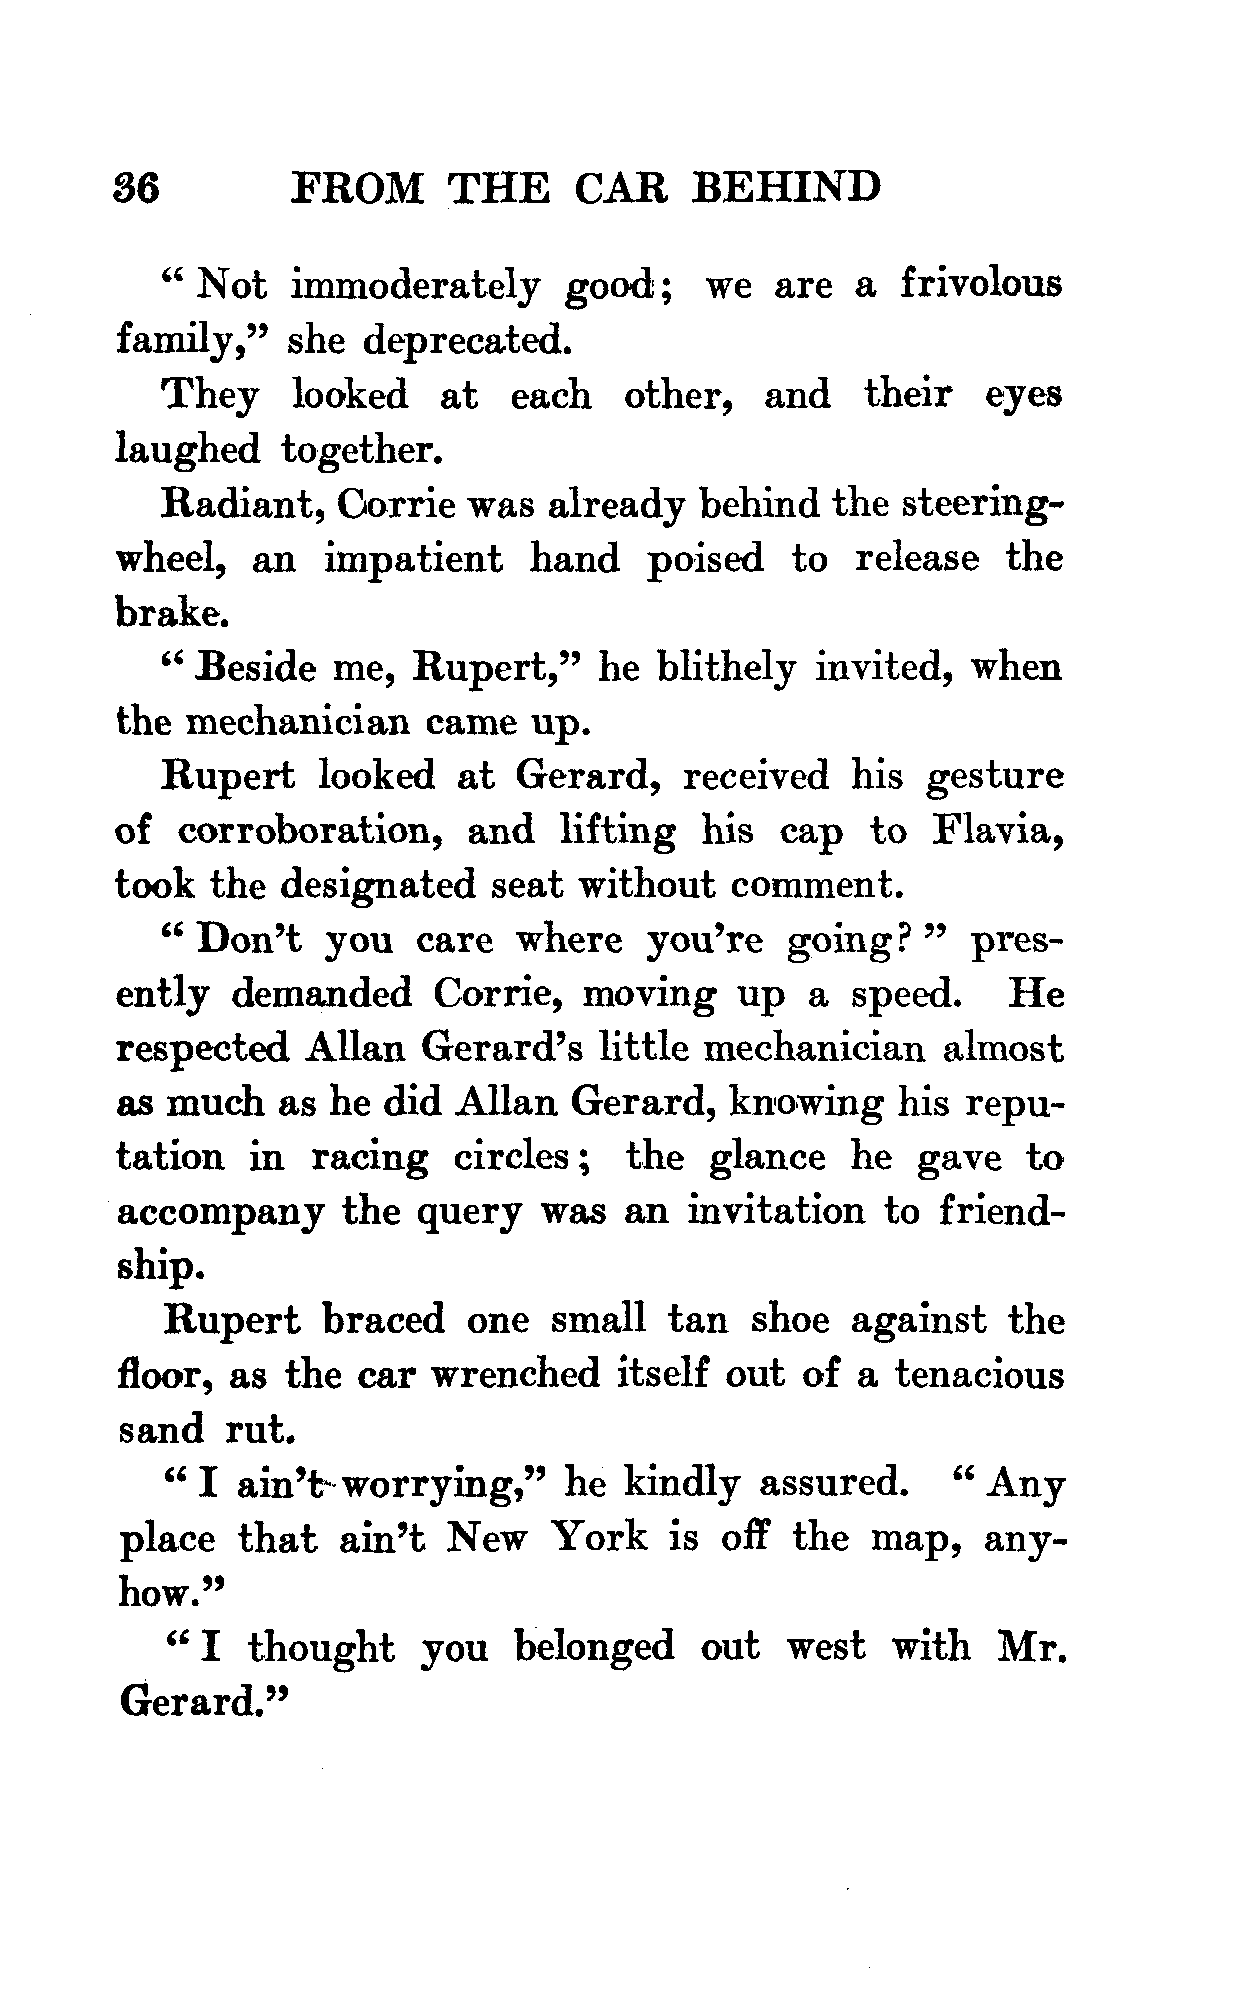 36 FROM THE CAR BEHIND
“ Not immoderately good; we are a frivolous
family,” she deprecated.
They looked at each other, and their eyes
laughed together.
Radiant, Corrie was already behind the steering-
wheel, an impatient hand poised to release the
brake.
“ Beside me, Rupert,” he blithely invited, when
the mechanician came up.
Rupert looked at Gerard, received his gesture
of corroboration, and lifting his cap to Flavia,
took the designated seat without comment.
“ Don’t you care where you’re going? ” pres-
ently demanded Corrie, moving up a speed. He
respected Allan Gerard’s little mechanician almost
as much as he did Allan Gerard, knowing his repu-
tation in racing circles; the glance he gave to
accompany the query was an invitation to friend-
ship.
Rupert braced one small tan shoe against the
floor, as the car wrenched itself out of a tenacious
sand rut.
“ I ain’t worrying,” he kindly assured. “ Any
place that ain’t New York is off the map, any-
how.”
“ I thought you belonged out west with Mr.
Gerard.”